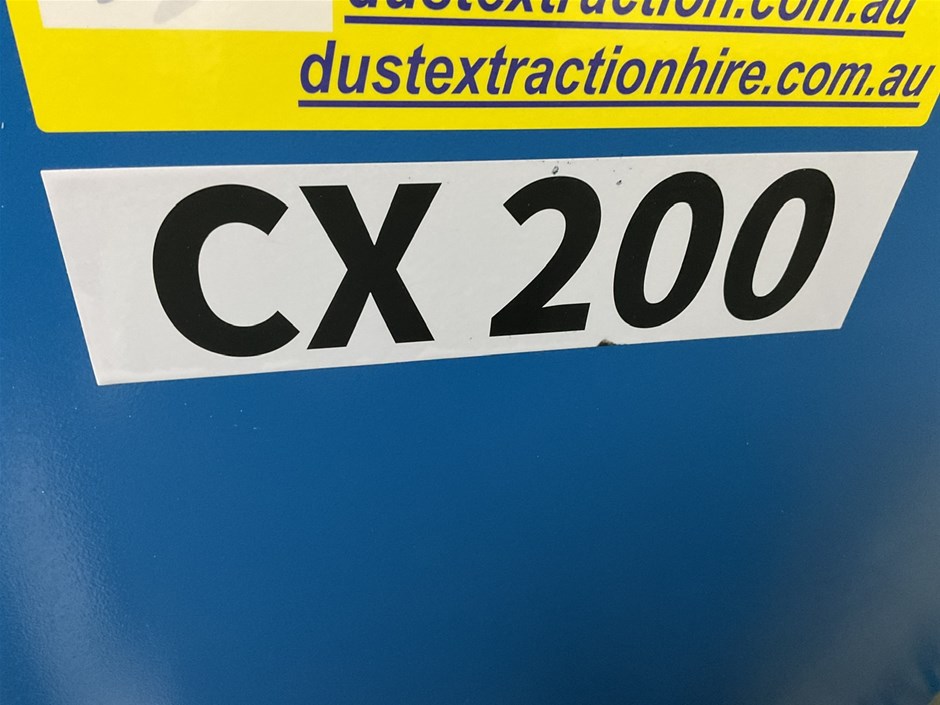 dustextraction.com.au
dustextractionhire.com.au
CX 200